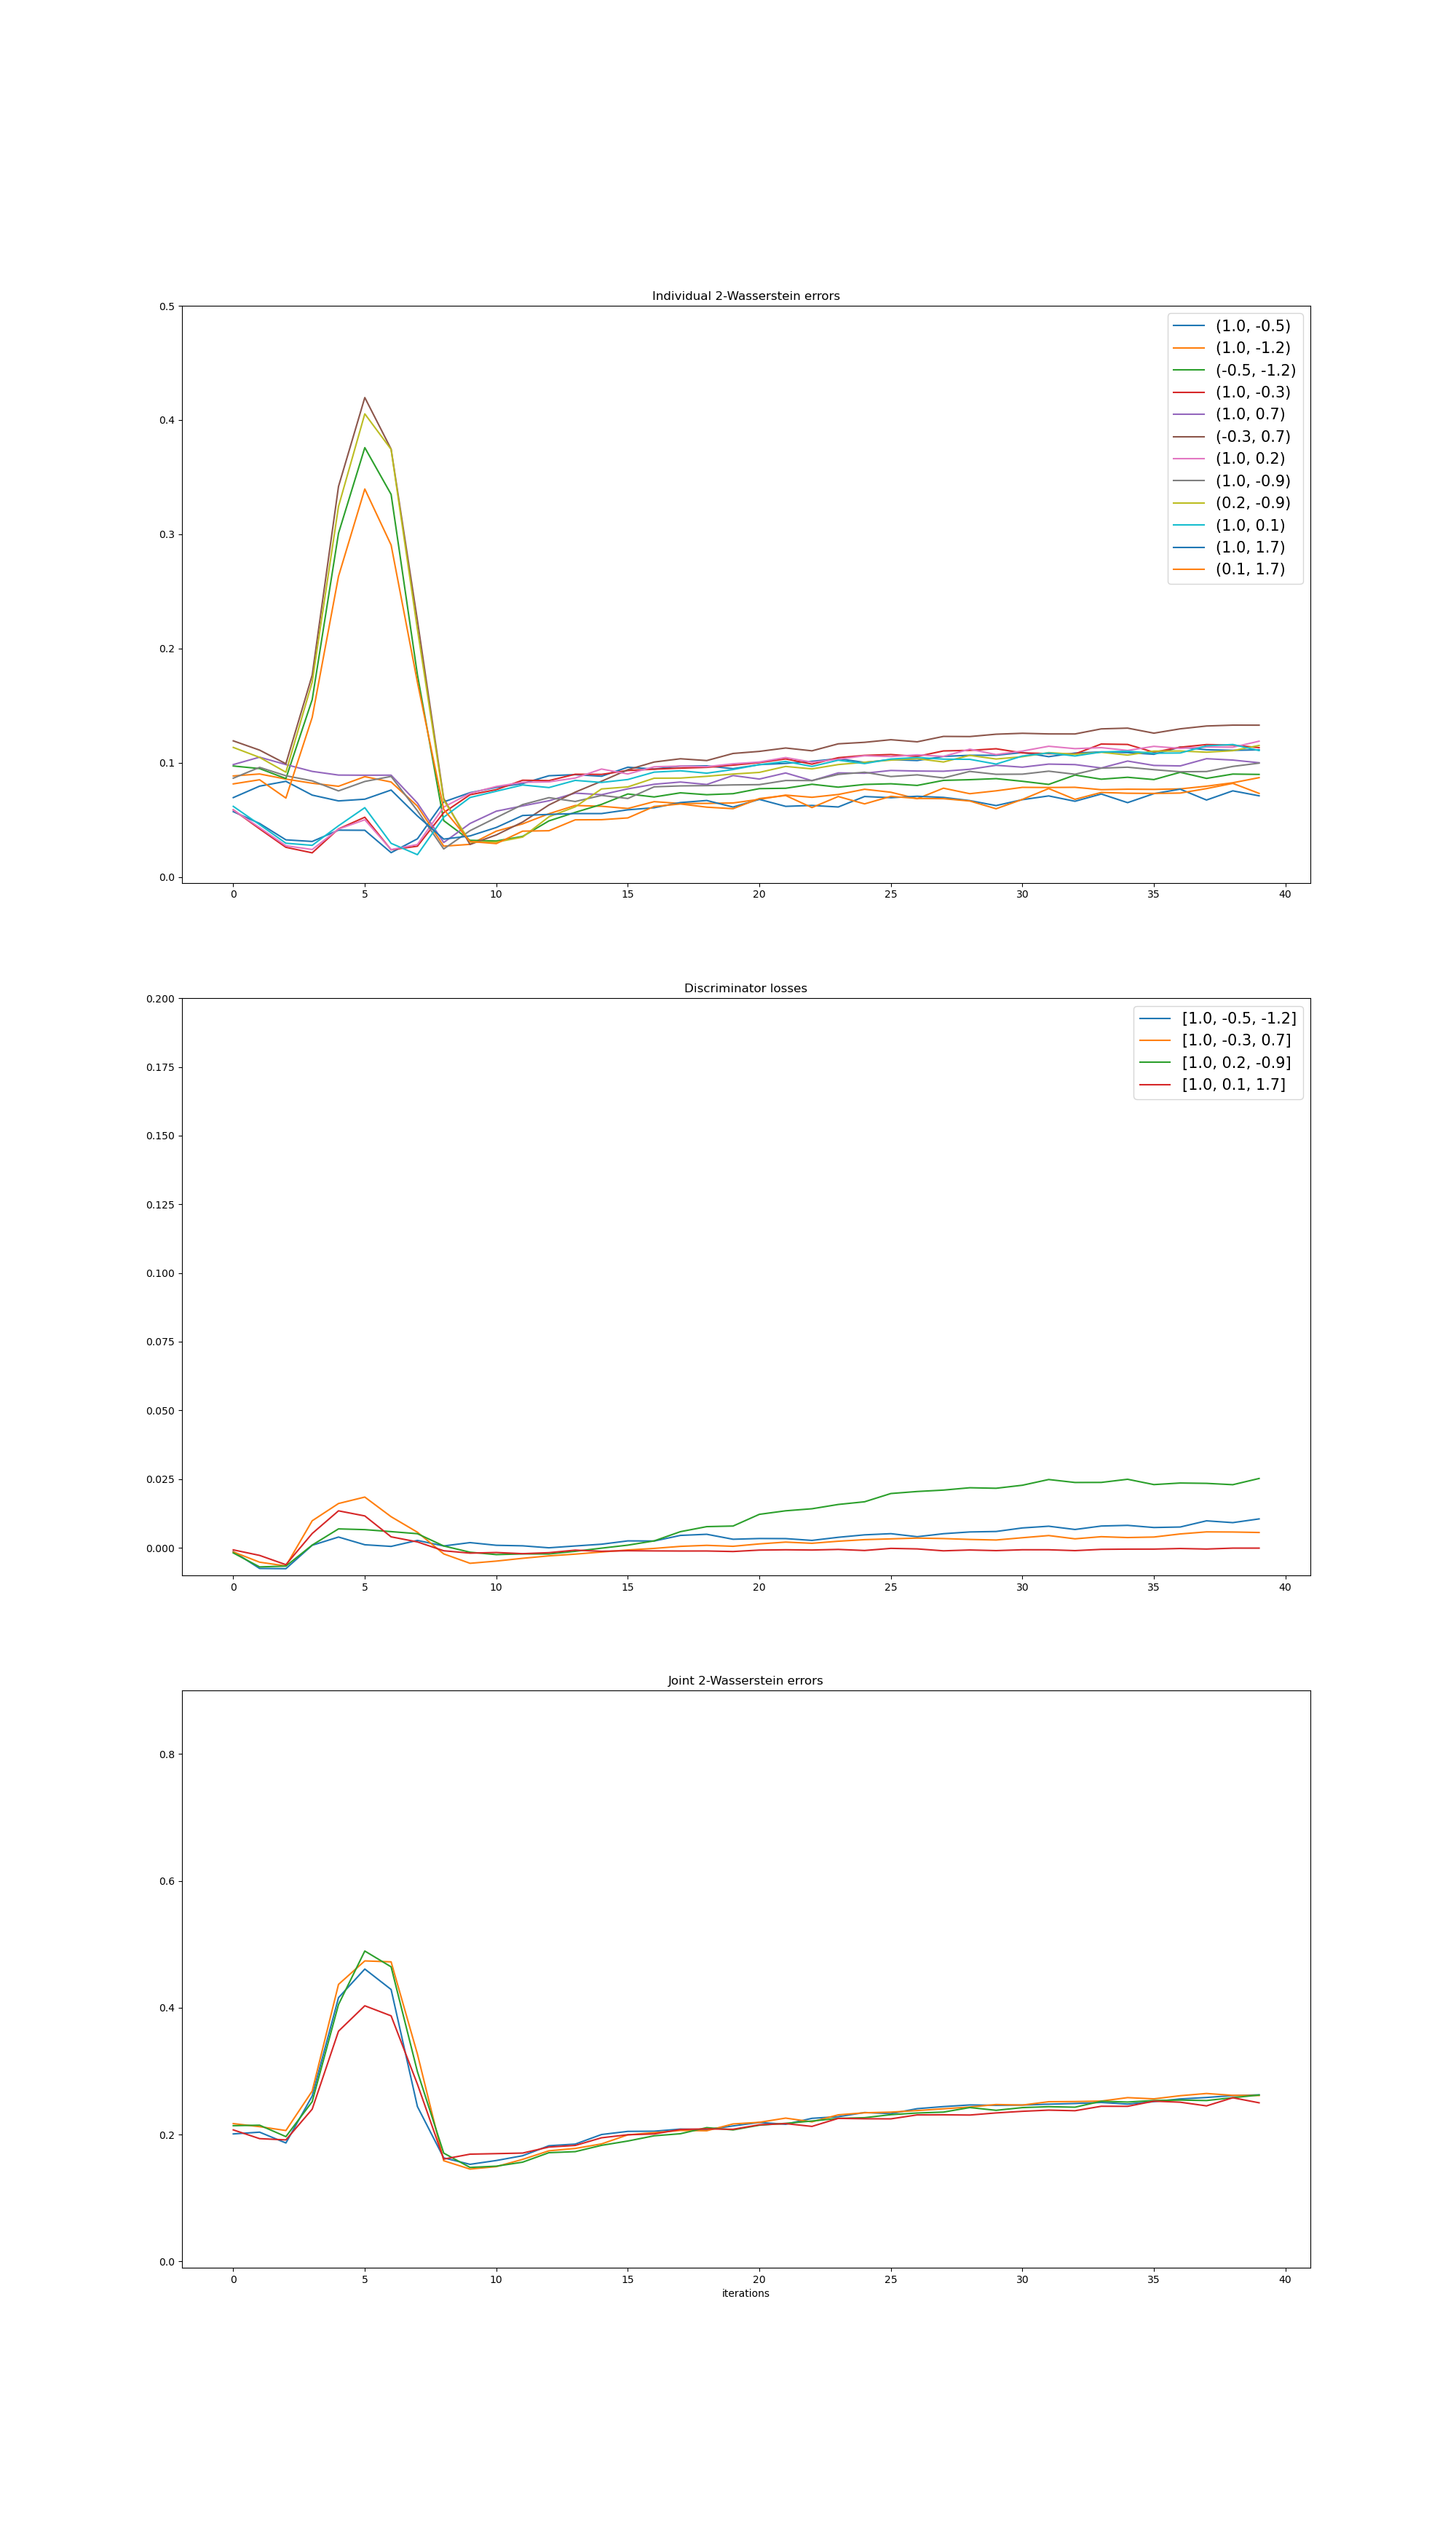 Individual 2-Wasserstein errors
0.5
0.4
0.3
0.2
0.1
0.0
(1.0, -0.5)
(1.0, -1.2)
(-0.5, -1.2)
(1.0, -0.3)
(1.0, 0.7)
(-0.3, 0.7)
(1.0, 0.2)
(1.0, -0.9)
(0.2, -0.9)
(1.0, 0.1)
(1.0, 1.7)
(0.1, 1.7)
0 5 10 15 20 25 30 35 40
Discriminator losses
0.200
0.175
0.150
0.125
0.100
0.075
0.050
0.025
0.000
[1.0, -0.5, -1.2]
[1.0, -0.3, 0.7]
[1.0, 0.2, -0.9]
[1.0, 0.1, 1.7]
0 5 10 15 20 25 30 35 40
Joint 2-Wasserstein errors
0.8
0.6
0.4
0.2
0.0
0 5 10 15 20 25 30 35 40
iterations